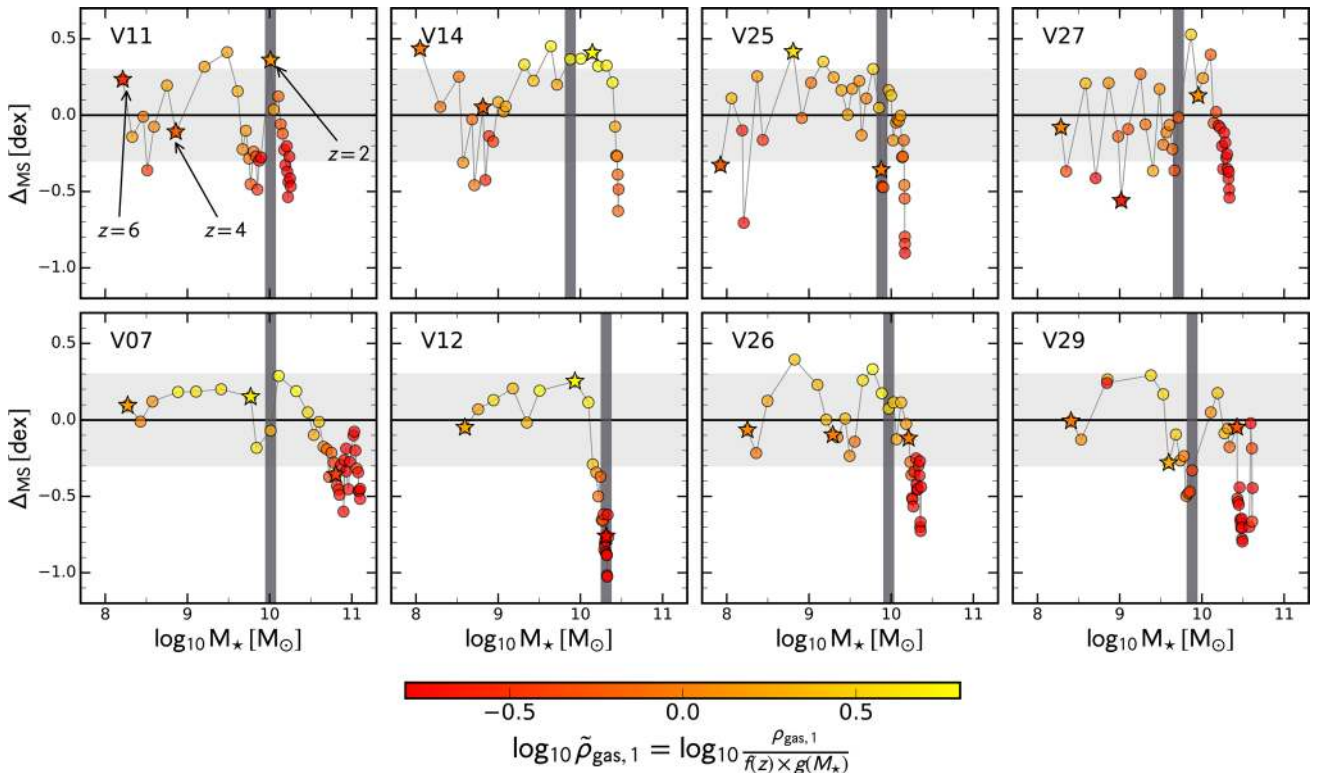 V11 V14 V25 V27
0.5
0.0
−0.5
−1.0
Δ_MS [dex]
z=6 z=4 z=2
V07 V12 V26 V29
0.5
0.0
−0.5
−1.0
Δ_MS [dex]
8 9 10 11 8 9 10 11 8 9 10 11 8 9 10 11
log₁₀ M⋆ [M⊙] log₁₀ M⋆ [M⊙] log₁₀ M⋆ [M⊙] log₁₀ M⋆ [M⊙]
−0.5 0.0 0.5
log₁₀ ρ̃_gas, 1 = log₁₀ ρ_gas, 1 / f(z) × g(M⋆)